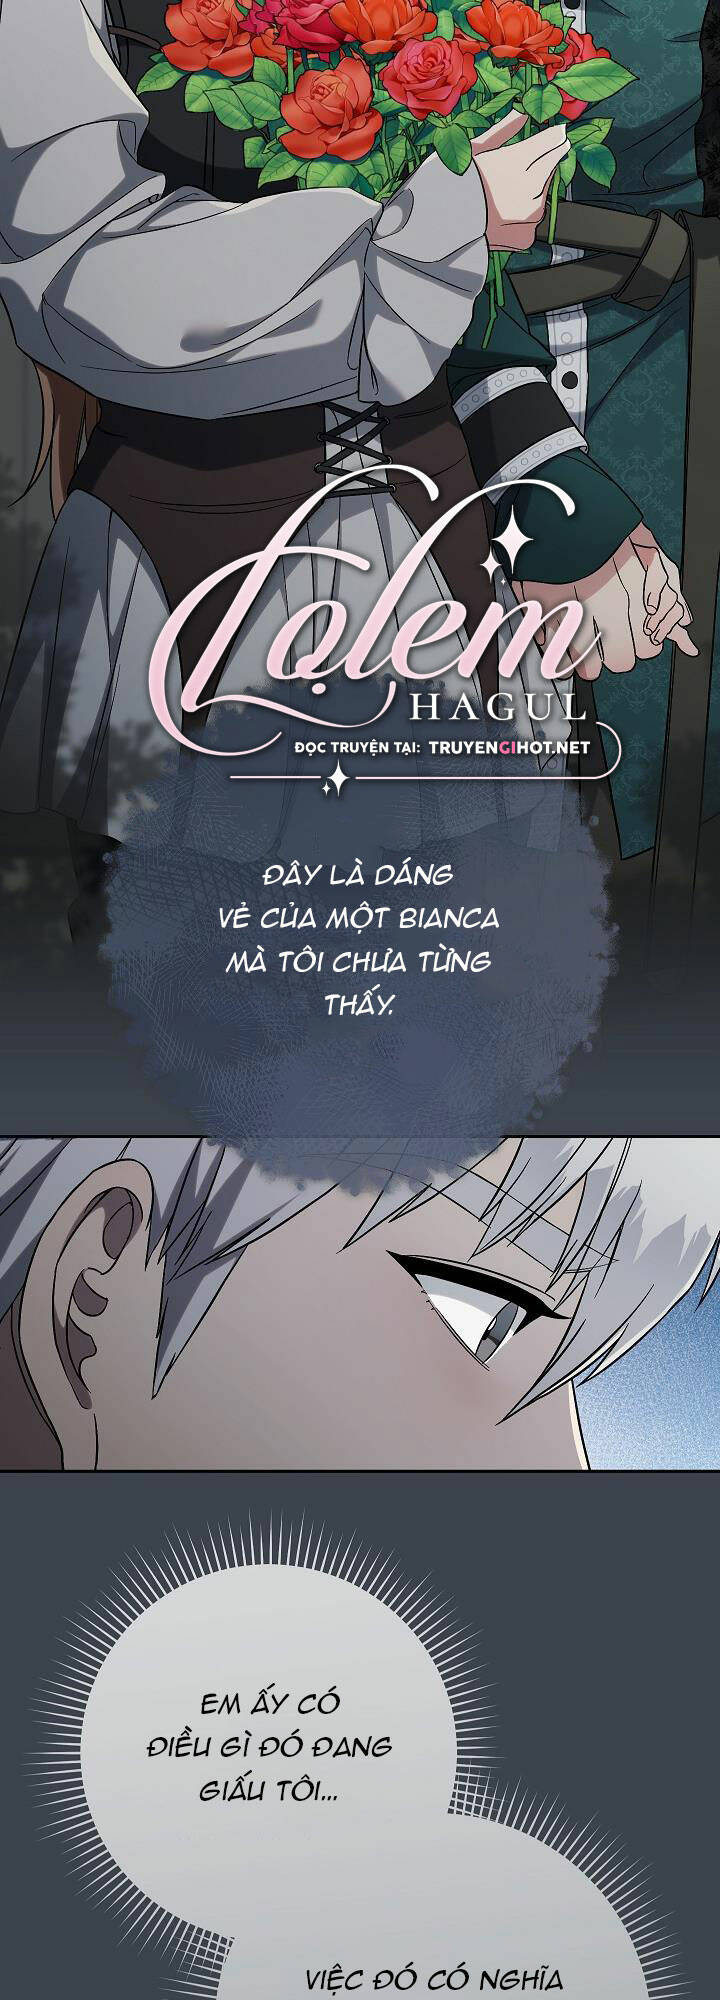 Lọlem
HAGUL
ĐỌC TRUYỆN TẠI: TRUYENGIHOT.NET
ĐÂY LÀ DÁNG
VẺ CỦA MỘT BIANCA
MÀ TÔI CHƯA TỪNG
THẤY.
EM ẤY CÓ
ĐIỀU GÌ ĐÓ ĐANG
GIẤU TÔI...
VIỆC ĐÓ CÓ NGHĨA